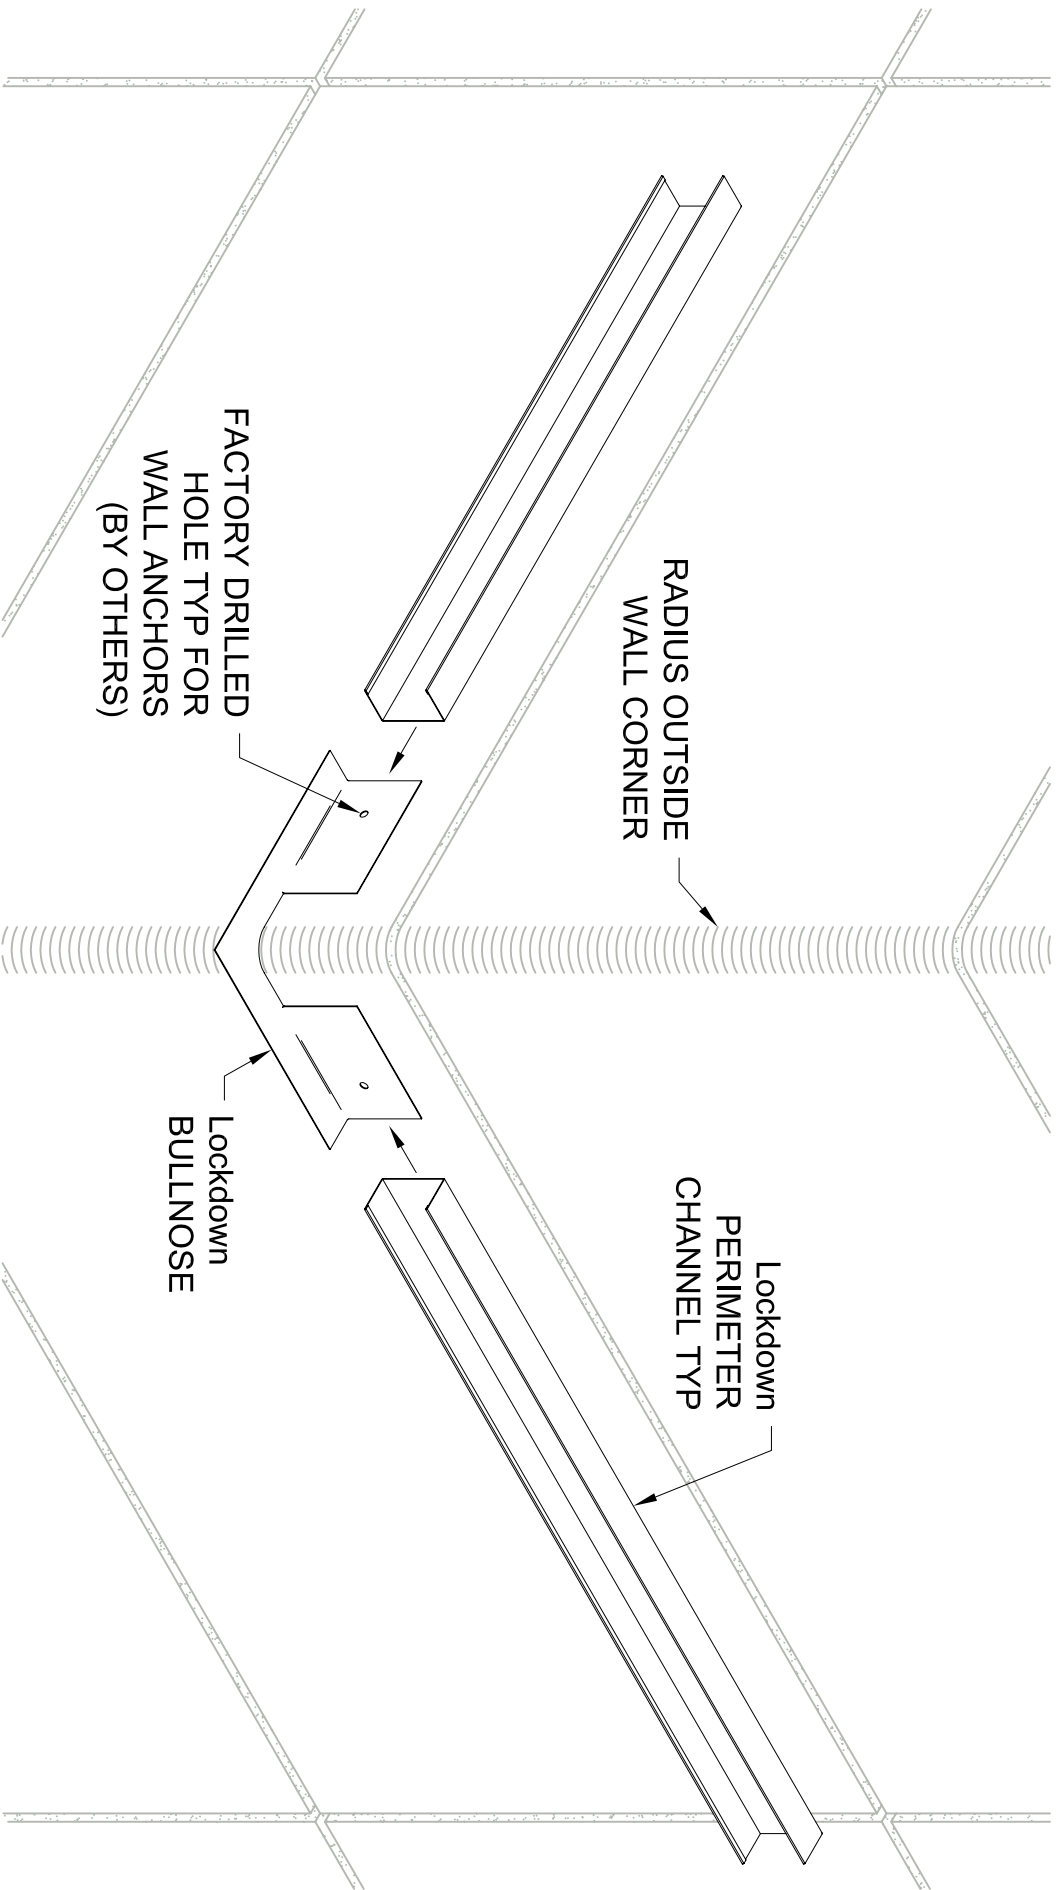 RADIUS OUTSIDE
WALL CORNER
Lockdown
PERIMETER
CHANNEL TYP
FACTORY DRILLED
HOLE TYP FOR
WALL ANCHORS
(BY OTHERS)
Lockdown
BULLNOSE